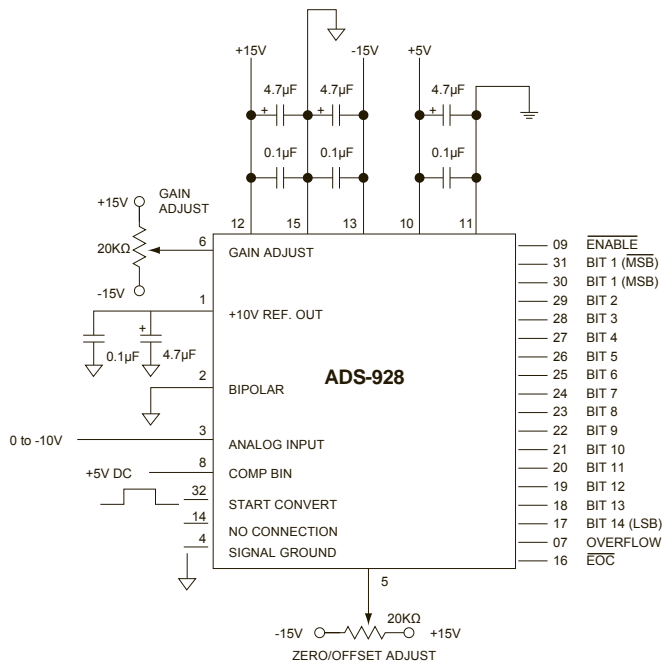 +15V
-15V
+5V
4.7µF
4.7µF
4.7µF
+
+
+
0.1µF
0.1µF
0.1µF
12
15
13
10
11
GAIN
ADJUST
+15V
20KΩ
-15V
6
GAIN ADJUST
1
+10V REF. OUT
+
0.1µF
4.7µF
2
BIPOLAR
ADS-928
0 to -10V
3
ANALOG INPUT
+5V DC
8
COMP BIN
32
START CONVERT
14
NO CONNECTION
4
SIGNAL GROUND
09 ENABLE
31 BIT 1 (MSB)
30 BIT 1 (MSB)
29 BIT 2
28 BIT 3
27 BIT 4
26 BIT 5
25 BIT 6
24 BIT 7
23 BIT 8
22 BIT 9
21 BIT 10
20 BIT 11
19 BIT 12
18 BIT 13
17 BIT 14 (LSB)
07 OVERFLOW
16 EOC
5
20KΩ
-15V
+15V
ZERO/OFFSET ADJUST